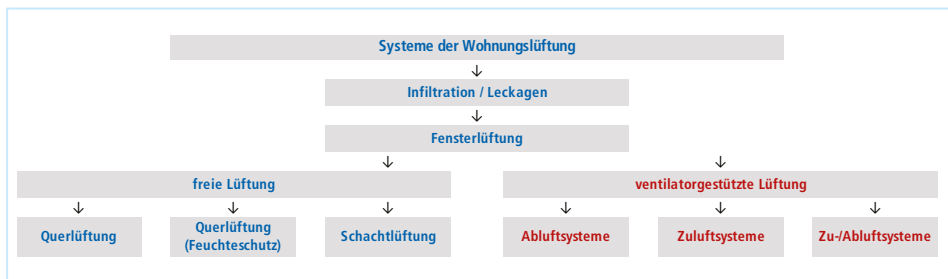 Systeme der Wohnungslüftung
Infiltration / Leckagen
Fensterlüftung
freie Lüftung
ventilatorgestützte Lüftung
Querlüftung
Querlüftung
(Feuchteschutz)
Schachtlüftung
Abluftsysteme
Zuluftsysteme
Zu-/Abluftsysteme